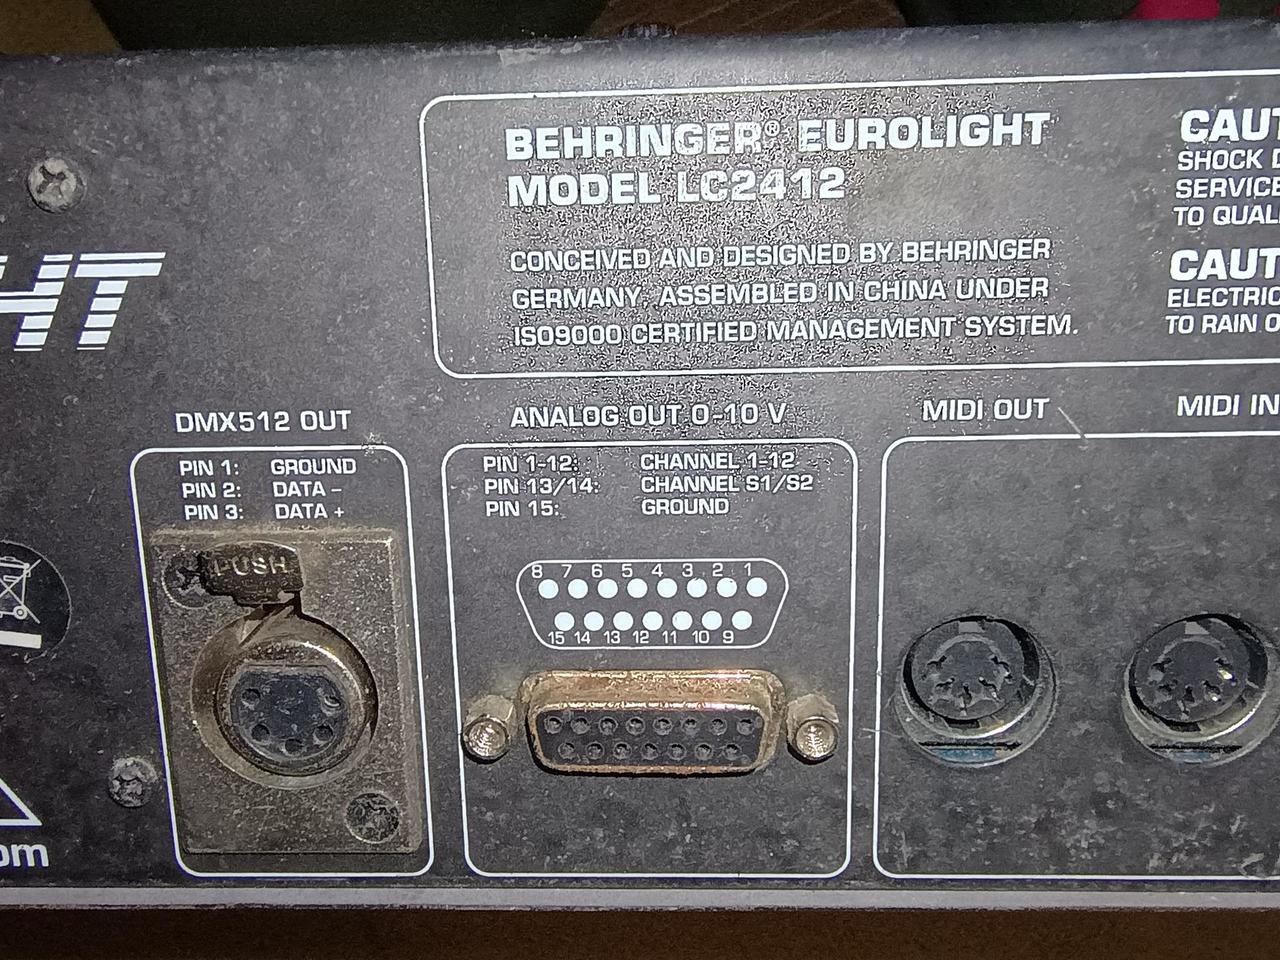 BEHRINGER® EUROLIGHT
MODEL LC2412
CONCEIVED AND DESIGNED BY BEHRINGER
GERMANY. ASSEMBLED IN CHINA UNDER
ISO9000 CERTIFIED MANAGEMENT SYSTEM.
CAUT
SHOCK D
SERVICE
TO QUAL
CAUT
ELECTRIC
TO RAIN O
HT
DMX512 OUT
PIN 1: GROUND
PIN 2: DATA –
PIN 3: DATA +
PUSH
ANALOG OUT 0-10 V
PIN 1-12: CHANNEL 1-12
PIN 13/14: CHANNEL S1/S2
PIN 15: GROUND
8 7 6 5 4 3 2 1
15 14 13 12 11 10 9
MIDI OUT
MIDI IN
om